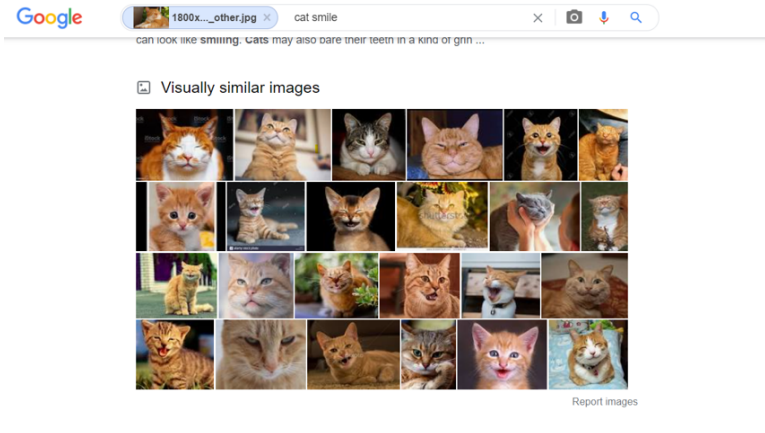 Google 1800x..._other.jpg × cat smile
can look like smiling. Cats may also bare their teeth in a kind of grin ...
Visually similar images
Report images